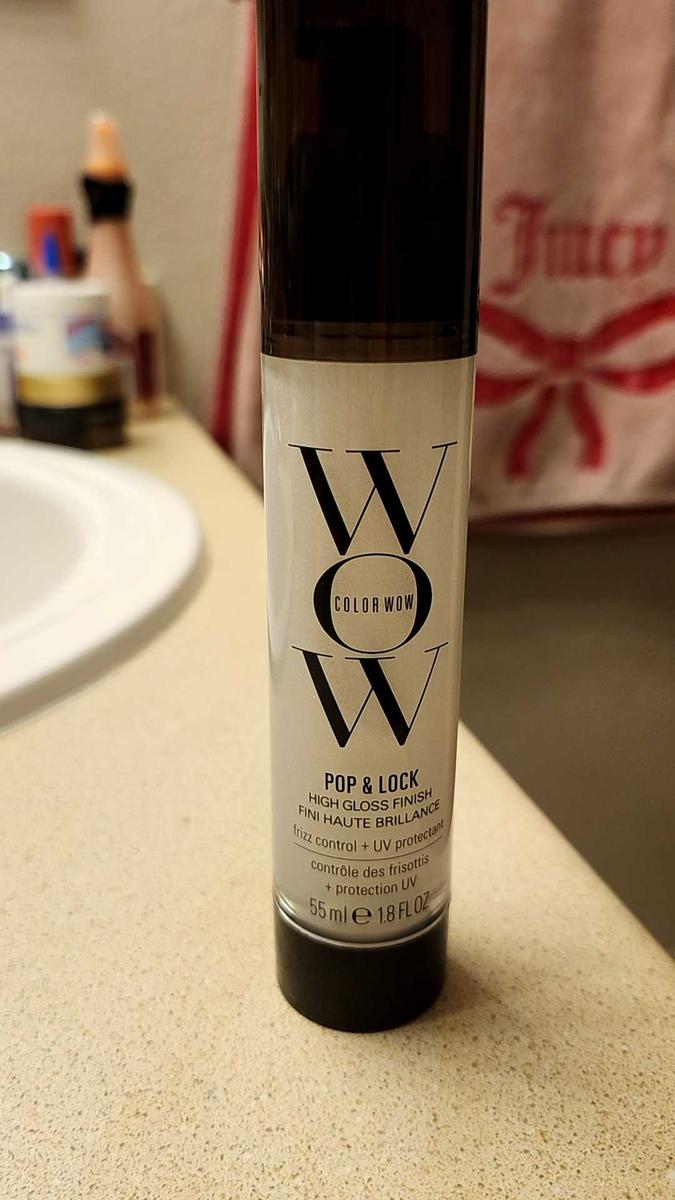 Juicy
WOW
COLOR WOW
POP & LOCK
HIGH GLOSS FINISH
FINI HAUTE BRILLANCE
frizz control + UV protectant
contrôle des frisottis
+ protection UV
55 ml e 1.8 FL OZ